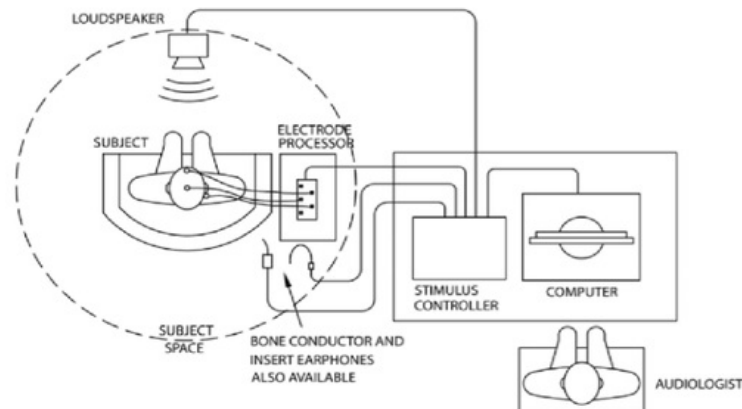 LOUDSPEAKER
SUBJECT
ELECTRODE
PROCESSOR
STIMULUS
CONTROLLER
COMPUTER
SUBJECT
SPACE
BONE CONDUCTOR AND
INSERT EARPHONES
ALSO AVAILABLE
AUDIOLOGIST